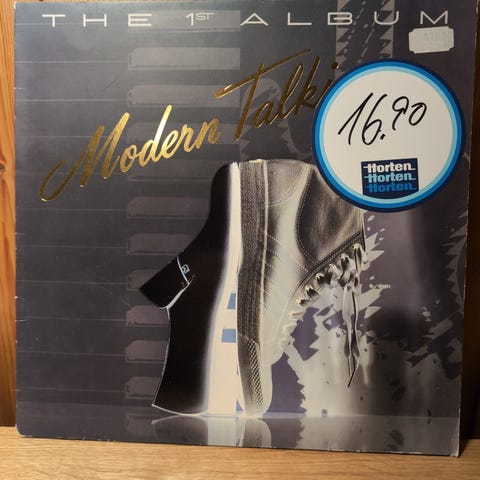 THE 1ST ALBUM
Modern Talki
16.90
Horten
Horten
Horten